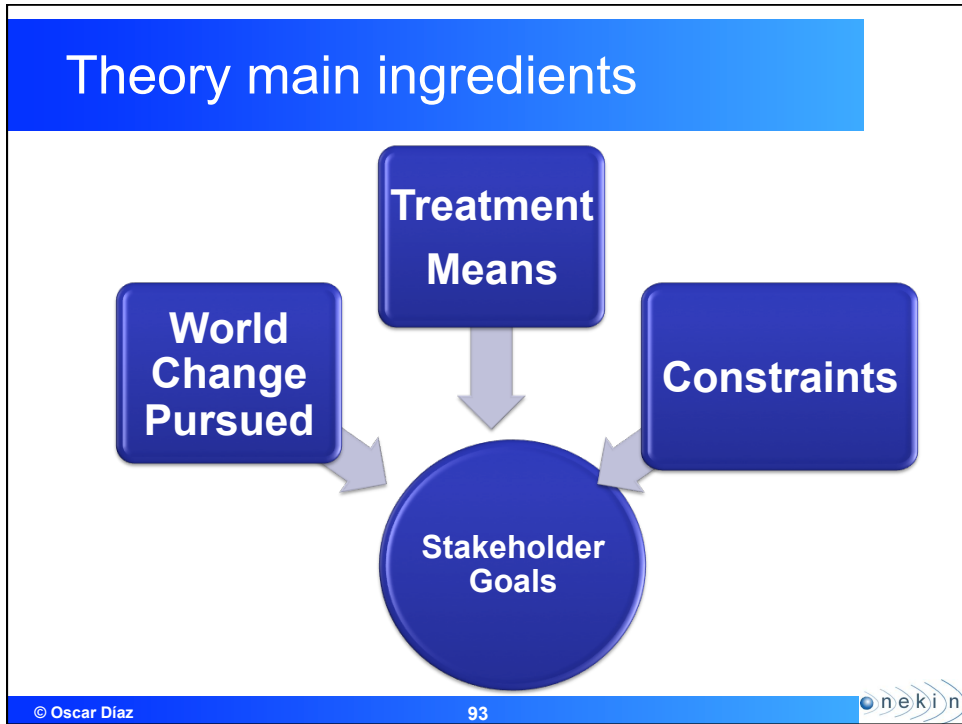 Theory main ingredients
Treatment
Means
World
Change
Pursued
Constraints
Stakeholder
Goals
© Oscar Díaz
93
onekin